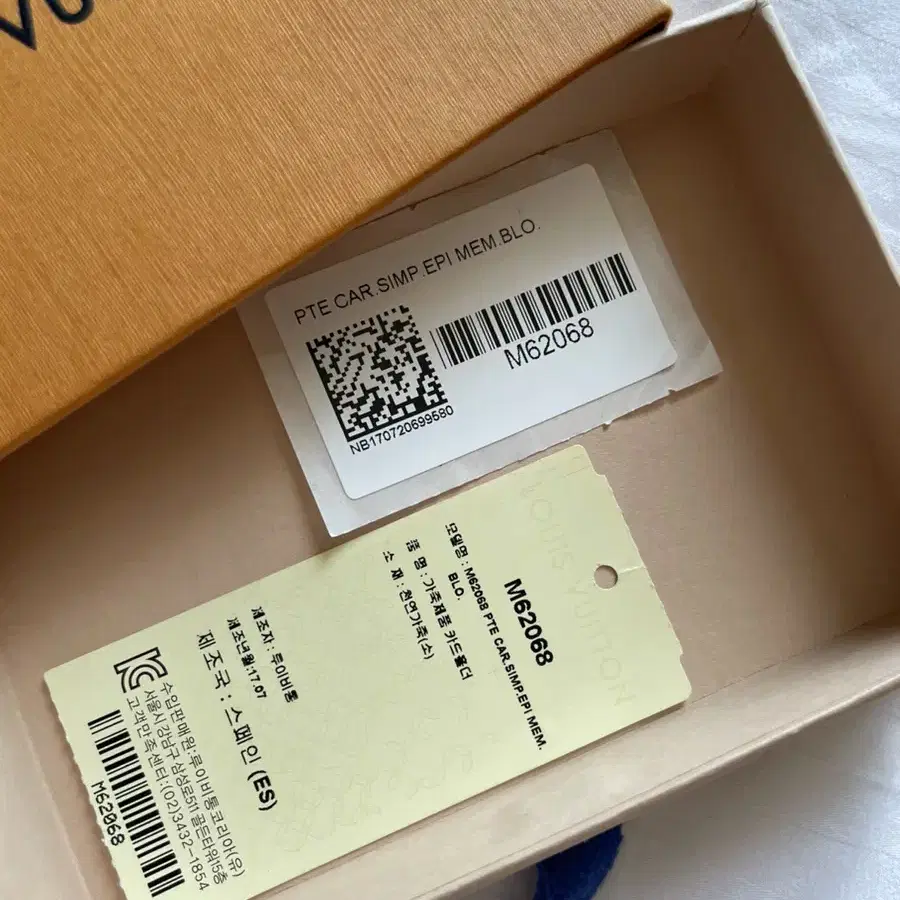 VU
PTE CAR.SIMP.EPI MEM.BLO.
M62068
NB170720699580
LOUIS VUITTON
M62068
모델명 : M62068 PTE CAR.SIMP.EPI MEM.
BLO.
품 명 : 가죽제품 카드홀더
소 재 : 천연가죽(소)
제조자 : 루이비통
제조년월:17.07
제조국 : 스페인 (ES)
수입판매원:루이비통코리아(유)
서울시 강남구 삼성로511 골든타워15층
고객만족센터:(02)3432-1854
M62068